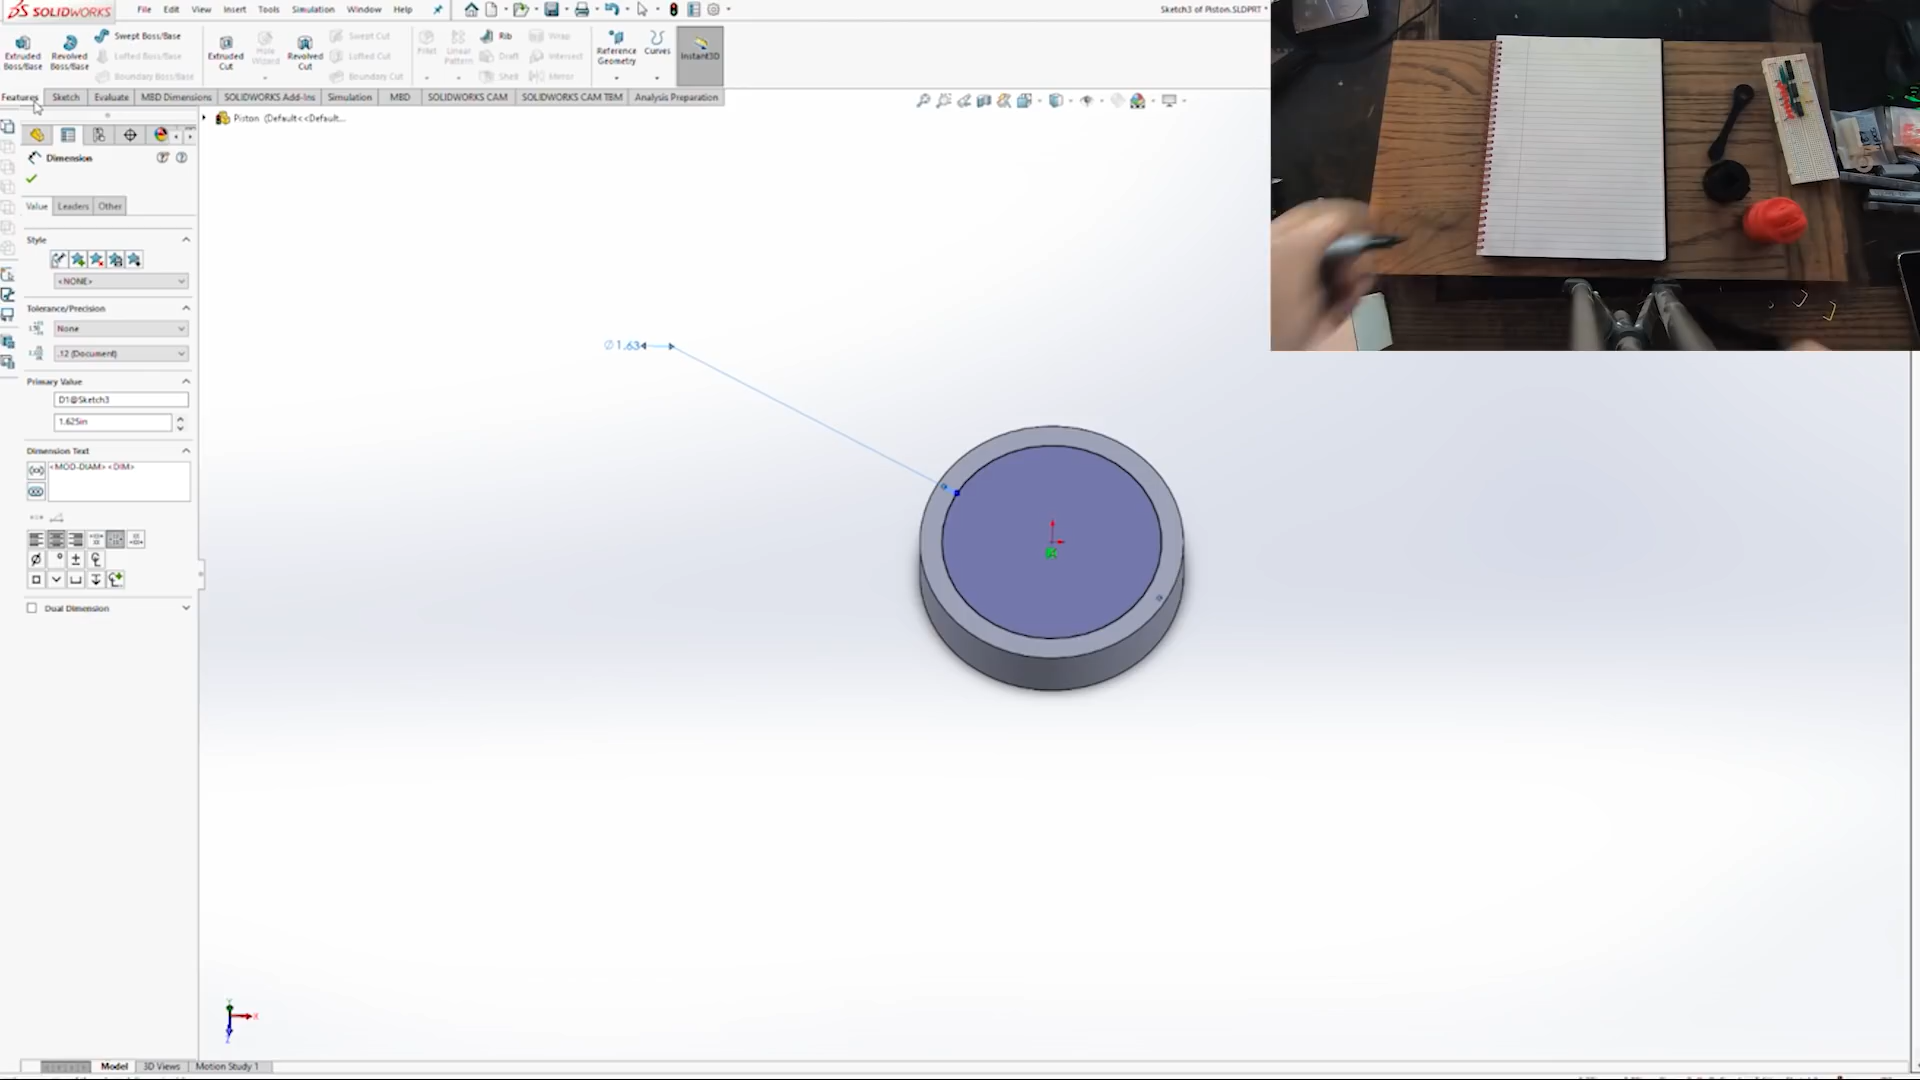 SOLIDWORKS
File Edit View Insert Tools Simulation Window Help
Sketch3 of Piston.SLDPRT *
Extruded Boss/Base
Revolved Boss/Base
Swept Boss/Base
Lofted Boss/Base
Boundary Boss/Base
Extruded Cut
Hole Wizard
Revolved Cut
Swept Cut
Lofted Cut
Boundary Cut
Fillet
Linear Pattern
Rib
Draft
Shell
Wrap
Intersect
Mirror
Reference Geometry
Curves
Instant3D
Features Sketch Evaluate MBD Dimensions SOLIDWORKS Add-Ins Simulation MBD SOLIDWORKS CAM SOLIDWORKS CAM TBM Analysis Preparation
Piston (Default<<Default...
Dimension
Value Leaders Other
Style
<NONE>
Tolerance/Precision
None
.12 (Document)
Primary Value
D1@Sketch3
1.625in
Dimension Text
<MOD-DIAM><DIM>
Dual Dimension
∅1.63
Y
X
Z
Model 3D Views Motion Study 1